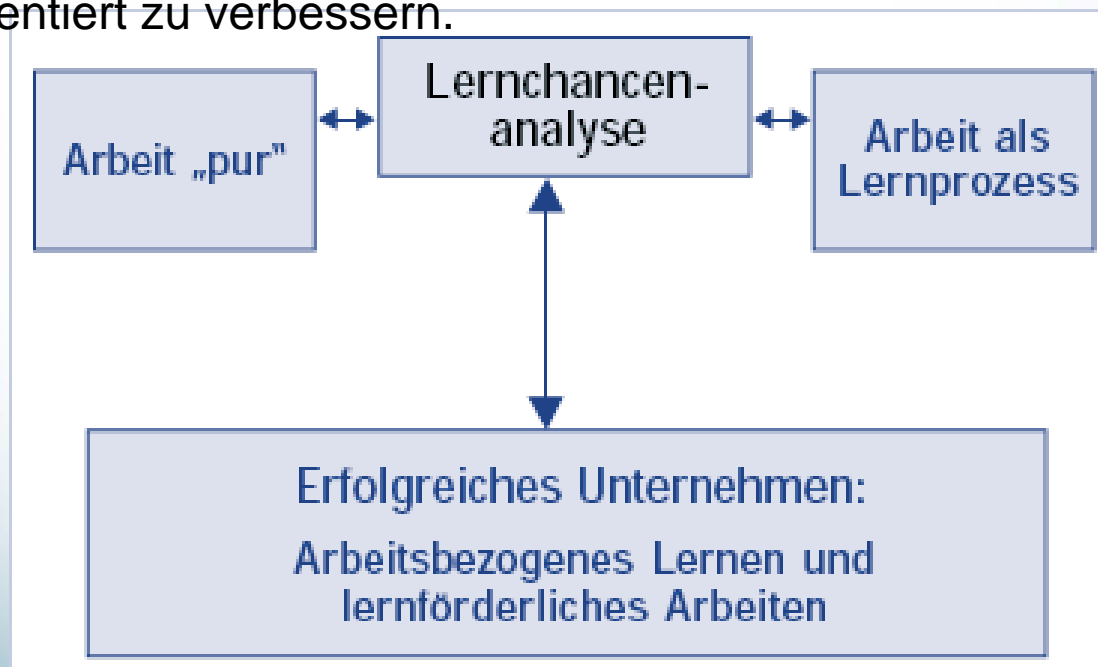 entiert zu verbessern.
Lernchancen-
analyse
Arbeit „pur"
Arbeit als
Lernprozess
Erfolgreiches Unternehmen:
Arbeitsbezogenes Lernen und
lernförderliches Arbeiten